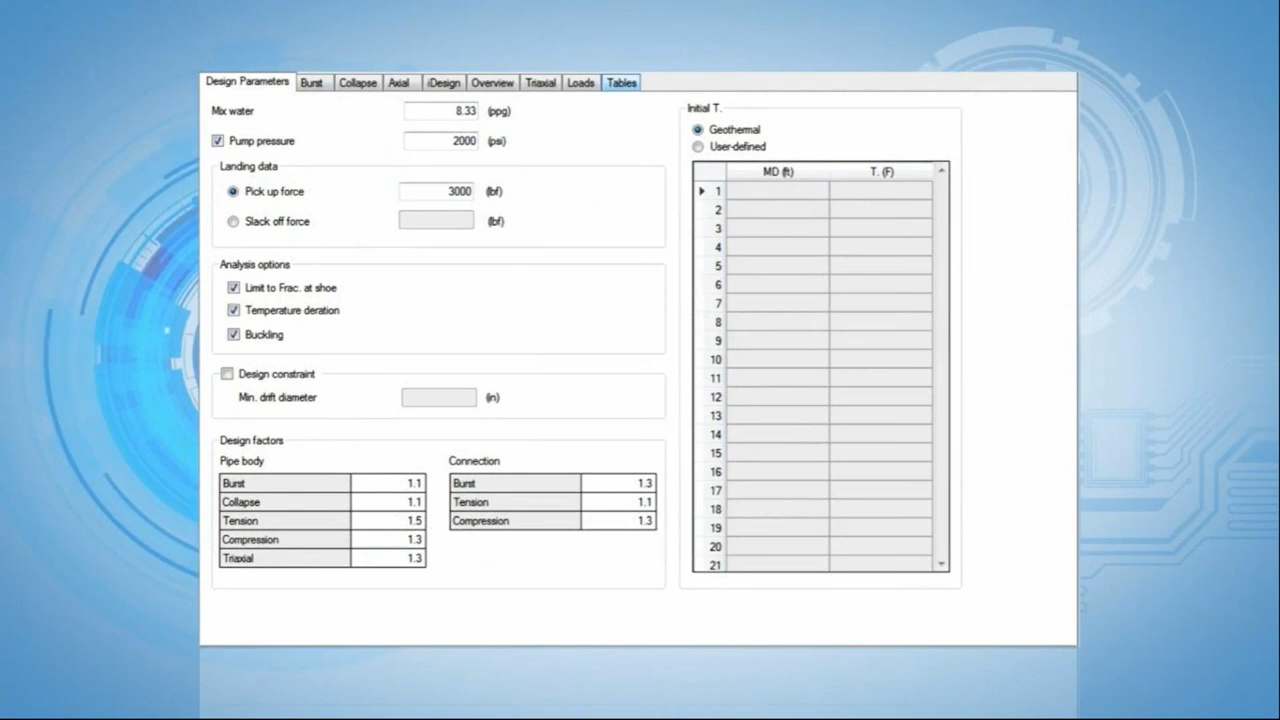 Design Parameters Burst Collapse Axial iDesign Overview Triaxial Loads Tables
Mix water 8.33 (ppg)
Pump pressure 2000 (psi)
Landing data
Pick up force 3000 (lbf)
Slack off force (lbf)
Analysis options
Limit to Frac. at shoe
Temperature deration
Buckling
Design constraint
Min. drift diameter (in)
Design factors
Pipe body
Burst 1.1
Collapse 1.1
Tension 1.5
Compression 1.3
Triaxial 1.3
Connection
Burst 1.3
Tension 1.1
Compression 1.3
Initial T.
Geothermal
User-defined
MD (ft) T. (F)
1
2
3
4
5
6
7
8
9
10
11
12
13
14
15
16
17
18
19
20
21